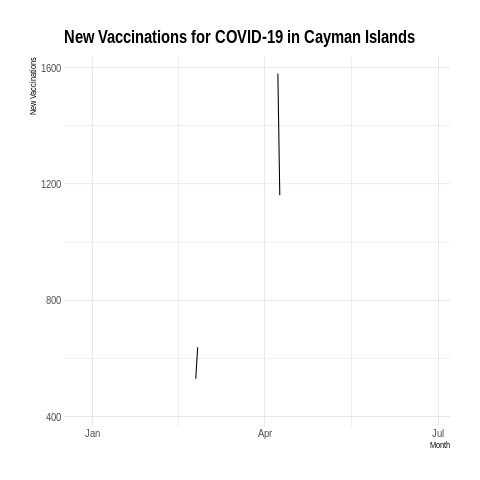 New Vaccinations for COVID-19 in Cayman Islands
New Vaccinations
1600
1200
800
400
Jan
Apr
Jul
Month